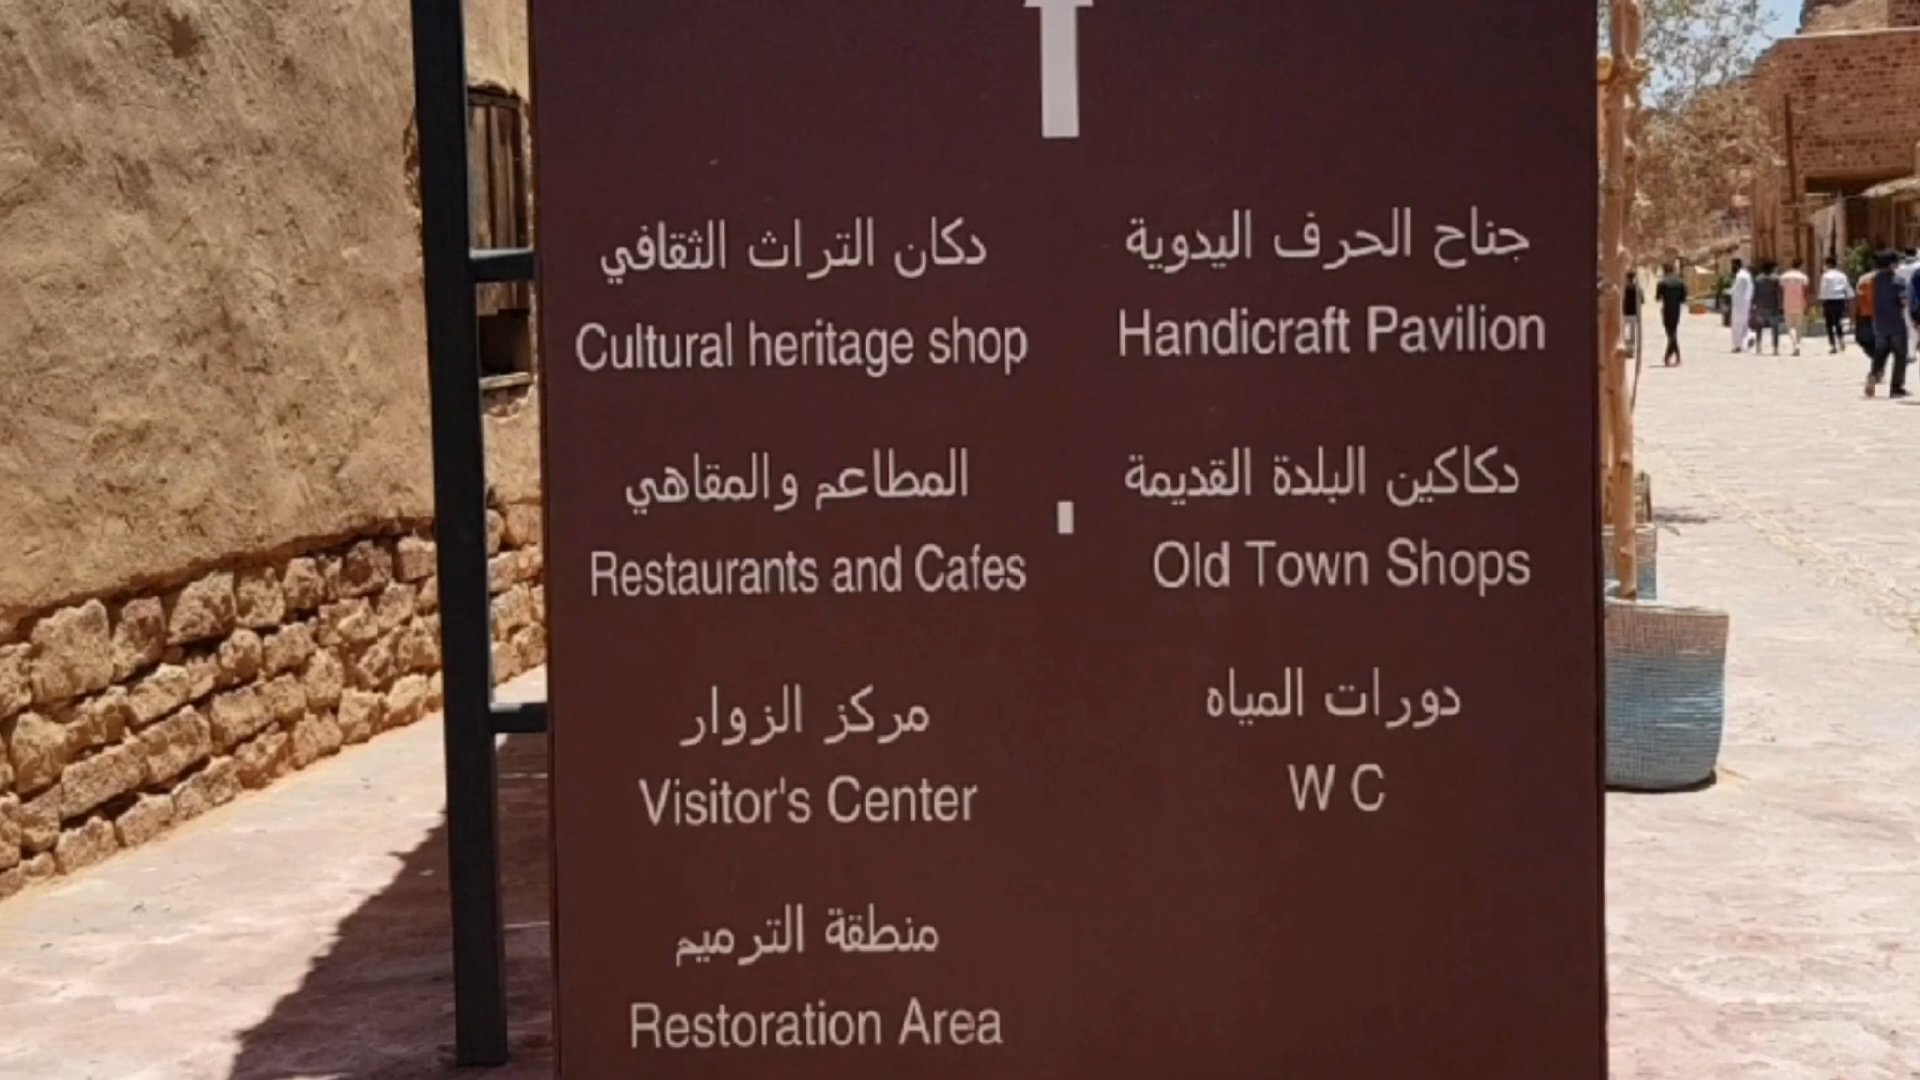 دكان التراث الثقافي
Cultural heritage shop
المطاعم والمقاهي
Restaurants and Cafes
مركز الزوار
Visitor's Center
منطقة الترميم
Restoration Area
جناح الحرف اليدوية
Handicraft Pavilion
دكاكين البلدة القديمة
Old Town Shops
دورات المياه
W C